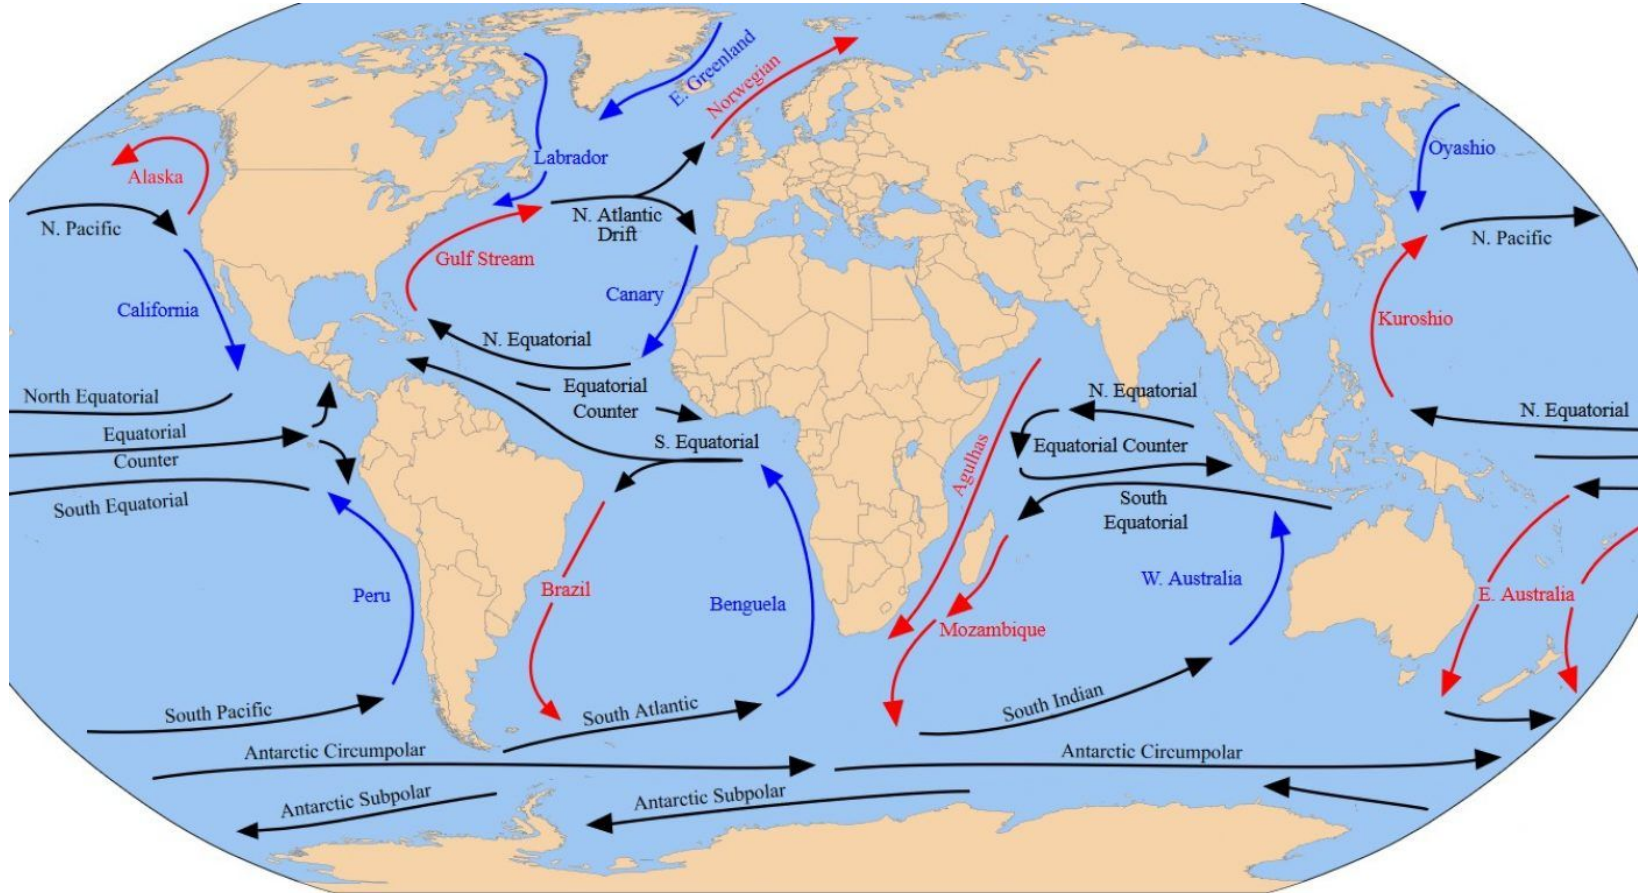 E. Greenland
Norwegian
Labrador
Oyashio
Alaska
N. Pacific
N. Atlantic
Drift
N. Pacific
Gulf Stream
California
Canary
Kuroshio
N. Equatorial
North Equatorial
Equatorial
Counter
N. Equatorial
N. Equatorial
Equatorial
Counter
S. Equatorial
Equatorial Counter
Agulhas
South Equatorial
South
Equatorial
Peru
Brazil
Benguela
W. Australia
E. Australia
Mozambique
South Pacific
South Atlantic
South Indian
Antarctic Circumpolar
Antarctic Circumpolar
Antarctic Subpolar
Antarctic Subpolar